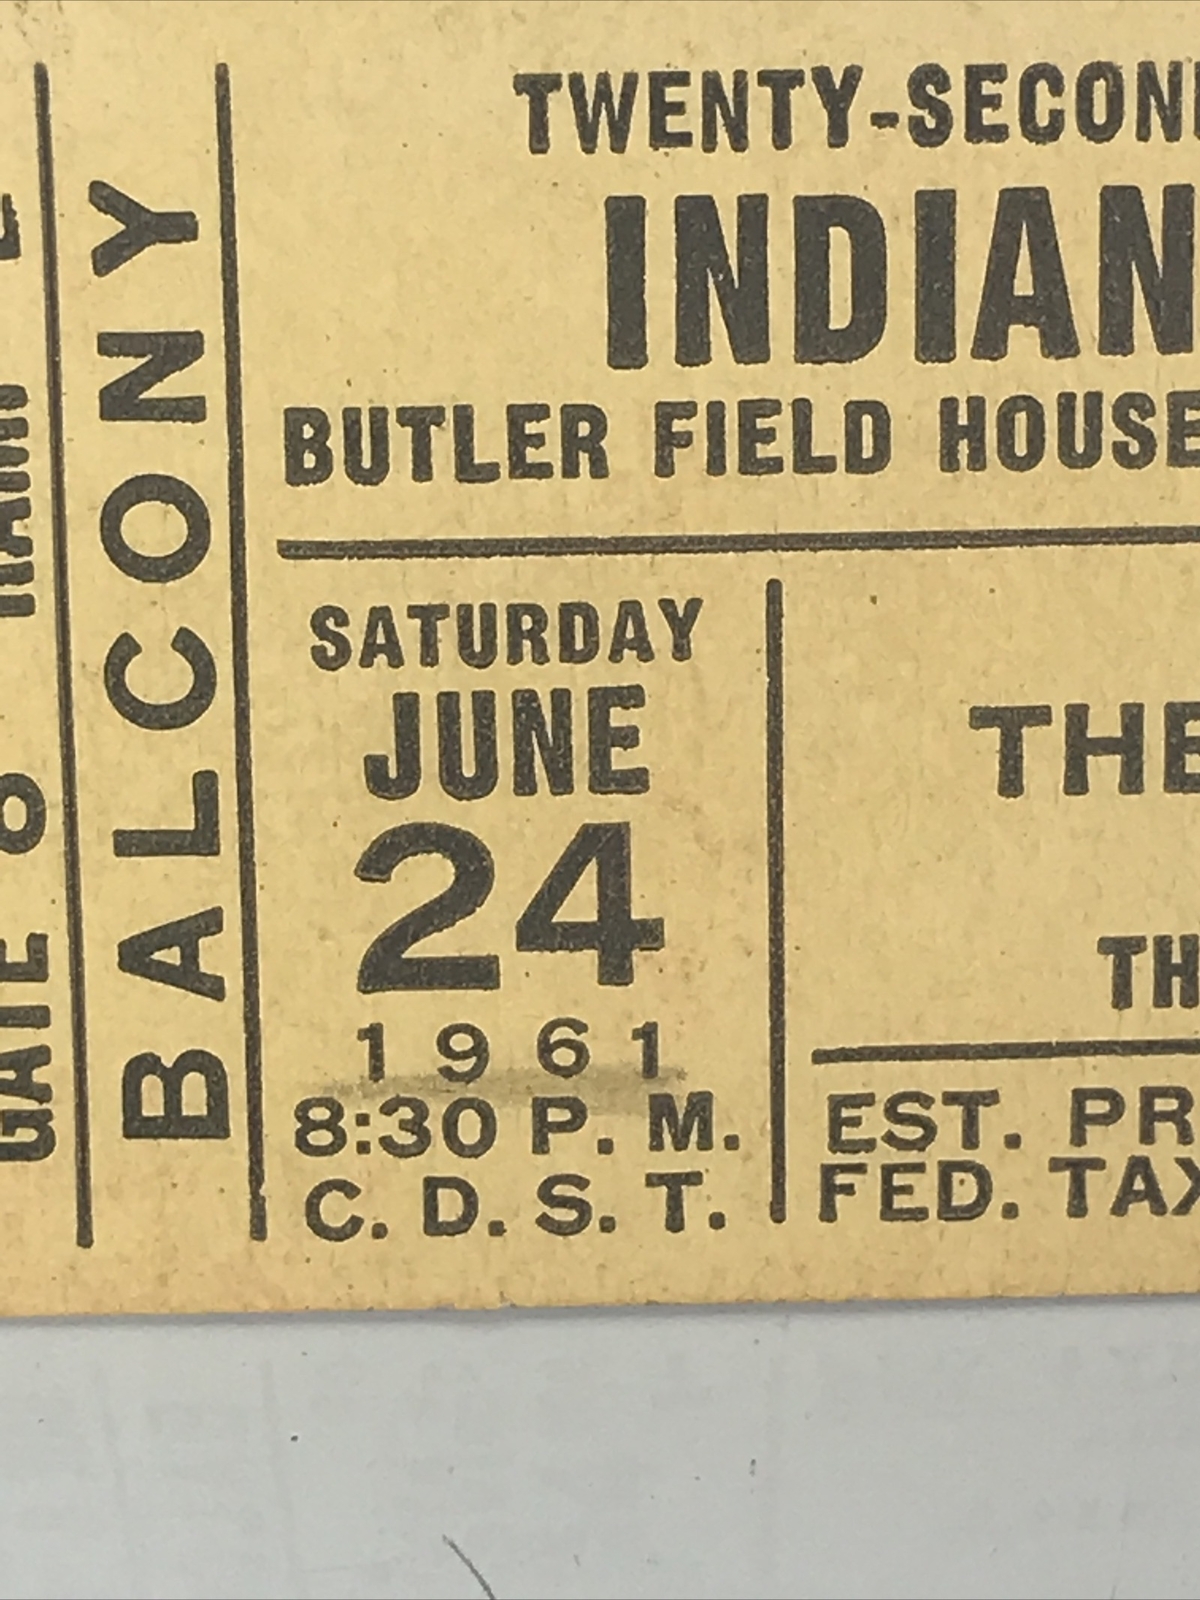 TWENTY-SECON
INDIAN
BUTLER FIELD HOUSE
BALCONY
GATE 8
SATURDAY
JUNE
24
1961
8:30 P. M.
C. D. S. T.
THE
TH
EST. PR
FED. TAX